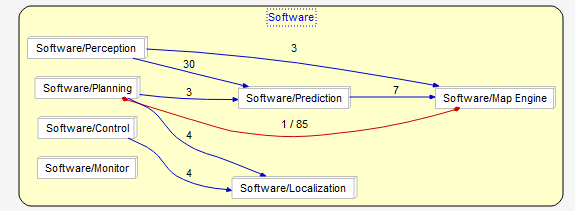 Software
Software/Perception
3
30
Software/Planning
3
Software/Prediction
7
Software/Map Engine
Software/Control
1 / 85
4
Software/Monitor
4
Software/Localization